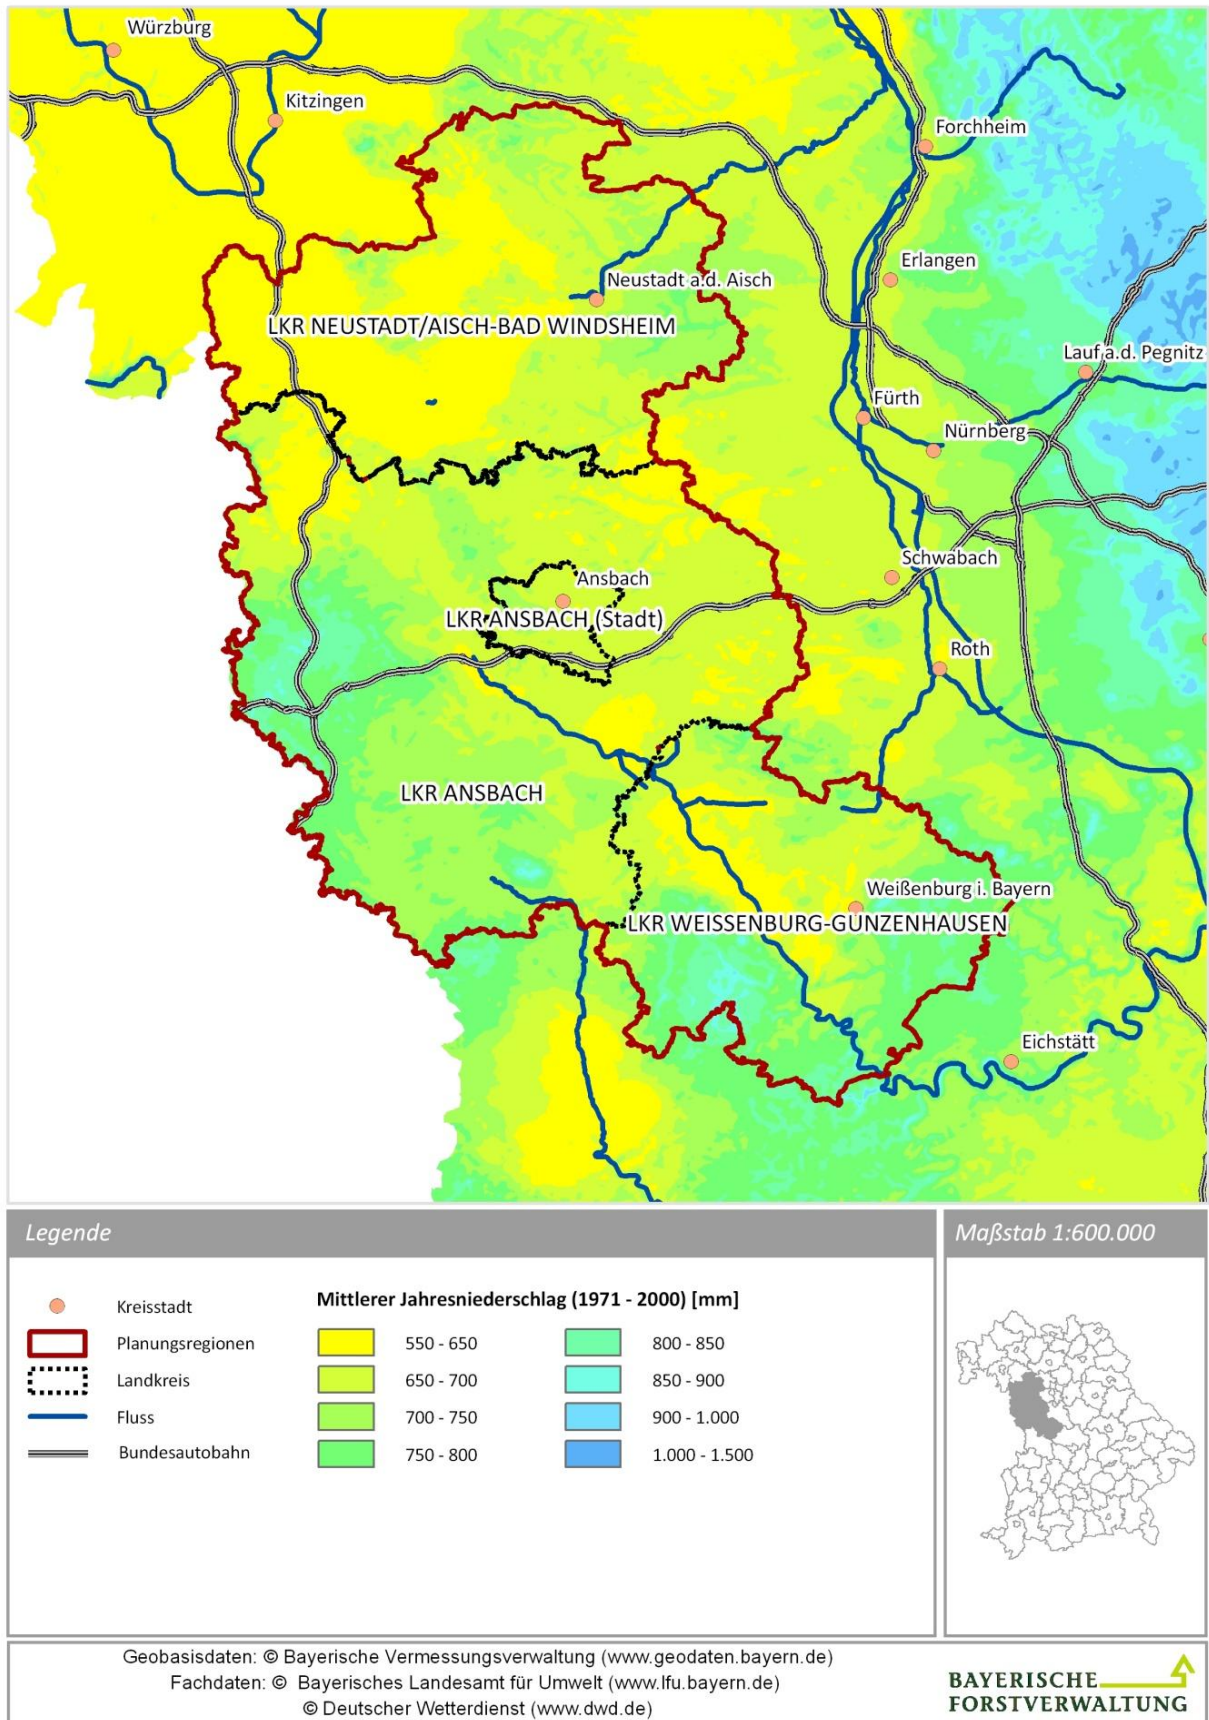 Würzburg
Kitzingen
Forchheim
Erlangen
Neustadt a.d. Aisch
LKR NEUSTADT/AISCH-BAD WINDSHEIM
Lauf a.d. Pegnitz
Fürth
Nürnberg
Schwabach
Ansbach
LKR ANSBACH (Stadt)
Roth
LKR ANSBACH
Weißenburg i. Bayern
LKR WEISSENBURG-GUNZENHAUSEN
Eichstätt
Legende
Kreisstadt
Planungsregionen
Landkreis
Fluss
Bundesautobahn
Mittlerer Jahresniederschlag (1971 - 2000) [mm]
550 - 650
650 - 700
700 - 750
750 - 800
800 - 850
850 - 900
900 - 1.000
1.000 - 1.500
Maßstab 1:600.000
Geobasisdaten: © Bayerische Vermessungsverwaltung (www.geodaten.bayern.de)
Fachdaten: © Bayerisches Landesamt für Umwelt (www.lfu.bayern.de)
© Deutscher Wetterdienst (www.dwd.de)
BAYERISCHE
FORSTVERWALTUNG